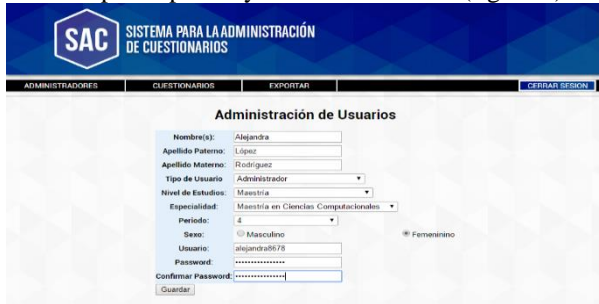 SAC SISTEMA PARA LA ADMINISTRACIÓN
DE CUESTIONARIOS
ADMINISTRADORES CUESTIONARIOS EXPORTAR CERRAR SESION
Administración de Usuarios
Nombre(s): Alejandra
Apellido Paterno: López
Apellido Materno: Rodríguez
Tipo de Usuario Administrador
Nivel de Estudios: Maestría
Especialidad: Maestría en Ciencias Computacionales
Periodo: 4
Sexo: Masculino Femeninino
Usuario: alejandra8678
Password: ••••••••••••••••
Confirmar Password: ••••••••••••••••
Guardar